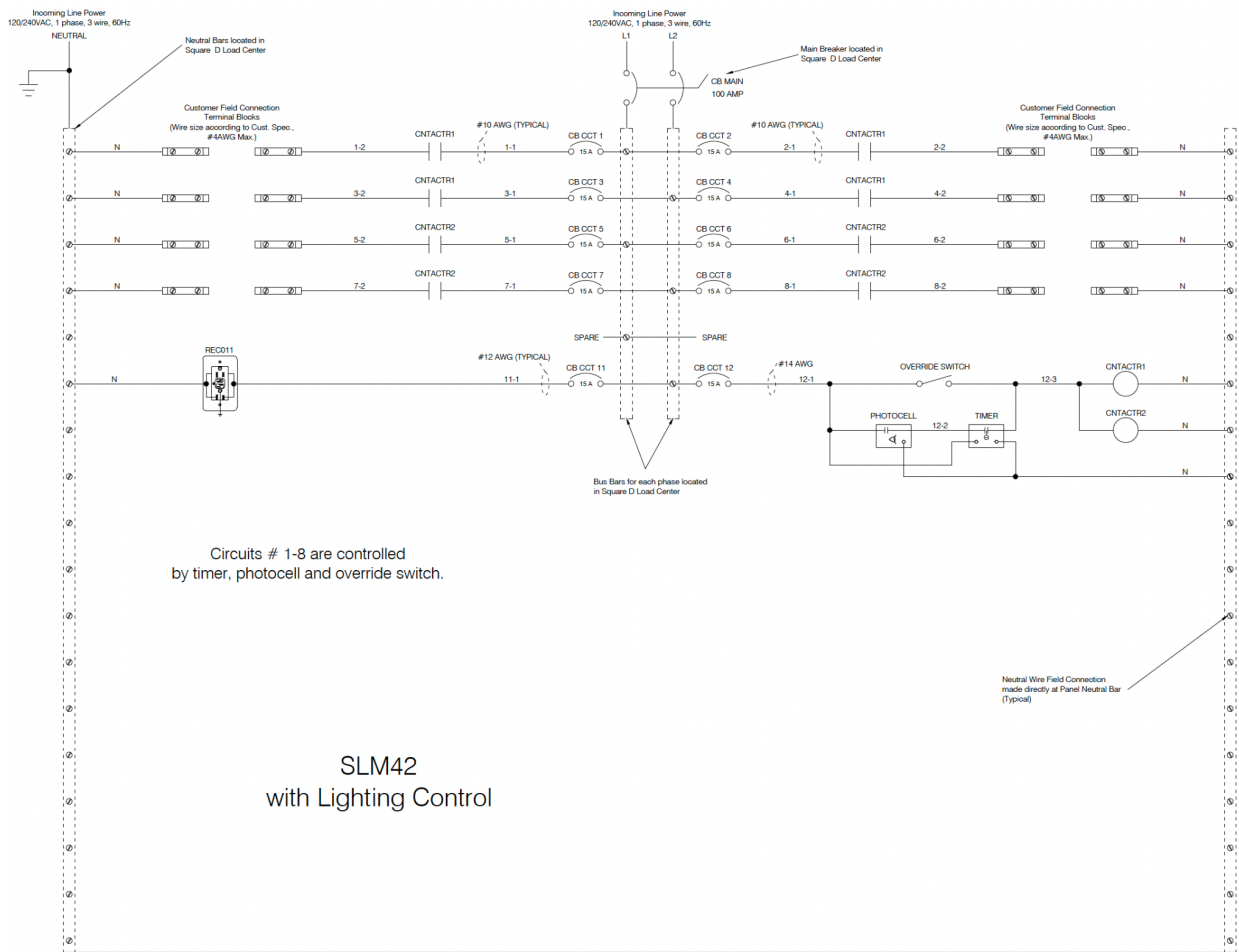 Incoming Line Power
120/240VAC, 1 phase, 3 wire, 60Hz
NEUTRAL
Neutral Bars located in
Square D Load Center
Incoming Line Power
120/240VAC, 1 phase, 3 wire, 60Hz
L1 L2
Main Breaker located in
Square D Load Center
CB MAIN
100 AMP
Customer Field Connection
Terminal Blocks
(Wire size according to Cust. Spec.,
#4AWG Max.)
#10 AWG (TYPICAL)
#10 AWG (TYPICAL)
Customer Field Connection
Terminal Blocks
(Wire size according to Cust. Spec.,
#4AWG Max.)
CNTACTR1 CB CCT 1 CB CCT 2 CNTACTR1
N 1-2 1-1 15 A 15 A 2-1 2-2 N
CNTACTR1 CB CCT 3 CB CCT 4 CNTACTR1
N 3-2 3-1 15 A 15 A 4-1 4-2 N
CNTACTR2 CB CCT 5 CB CCT 6 CNTACTR2
N 5-2 5-1 15 A 15 A 6-1 6-2 N
CNTACTR2 CB CCT 7 CB CCT 8 CNTACTR2
N 7-2 7-1 15 A 15 A 8-1 8-2 N
SPARE SPARE
REC011 #12 AWG (TYPICAL) CB CCT 11 CB CCT 12 #14 AWG OVERRIDE SWITCH CNTACTR1
N 11-1 15 A 15 A 12-1 12-3 N
PHOTOCELL TIMER CNTACTR2
12-2 N
N
Bus Bars for each phase located
in Square D Load Center
Circuits # 1-8 are controlled
by timer, photocell and override switch.
Neutral Wire Field Connection
made directly at Panel Neutral Bar
(Typical)
SLM42
with Lighting Control